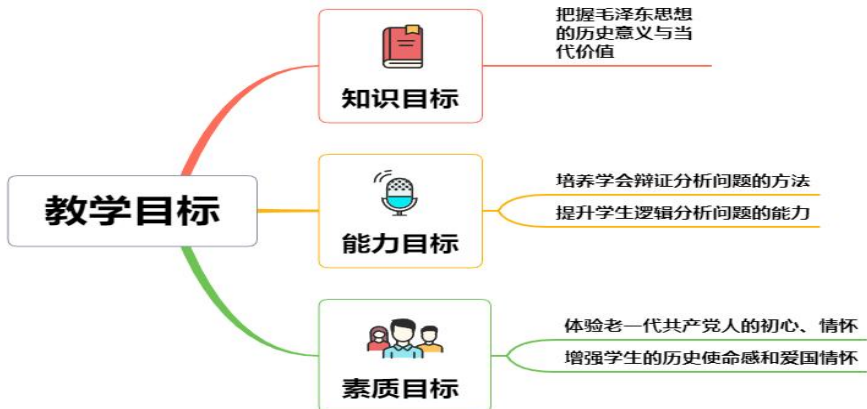 教学目标
知识目标
把握毛泽东思想
的历史意义与当
代价值
能力目标
培养学会辩证分析问题的方法
提升学生逻辑分析问题的能力
素质目标
体验老一代共产党人的初心、情怀
增强学生的历史使命感和爱国情怀